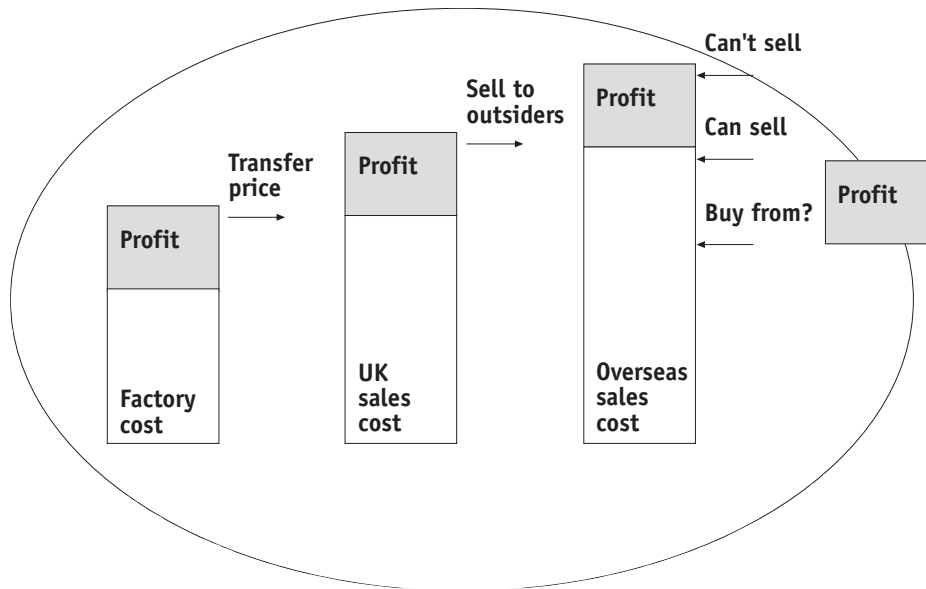 Can't sell
Sell to
outsiders
Profit
Can sell
Transfer
price
Profit
Profit
Buy from?
Profit
Factory
cost
UK
sales
cost
Overseas
sales
cost